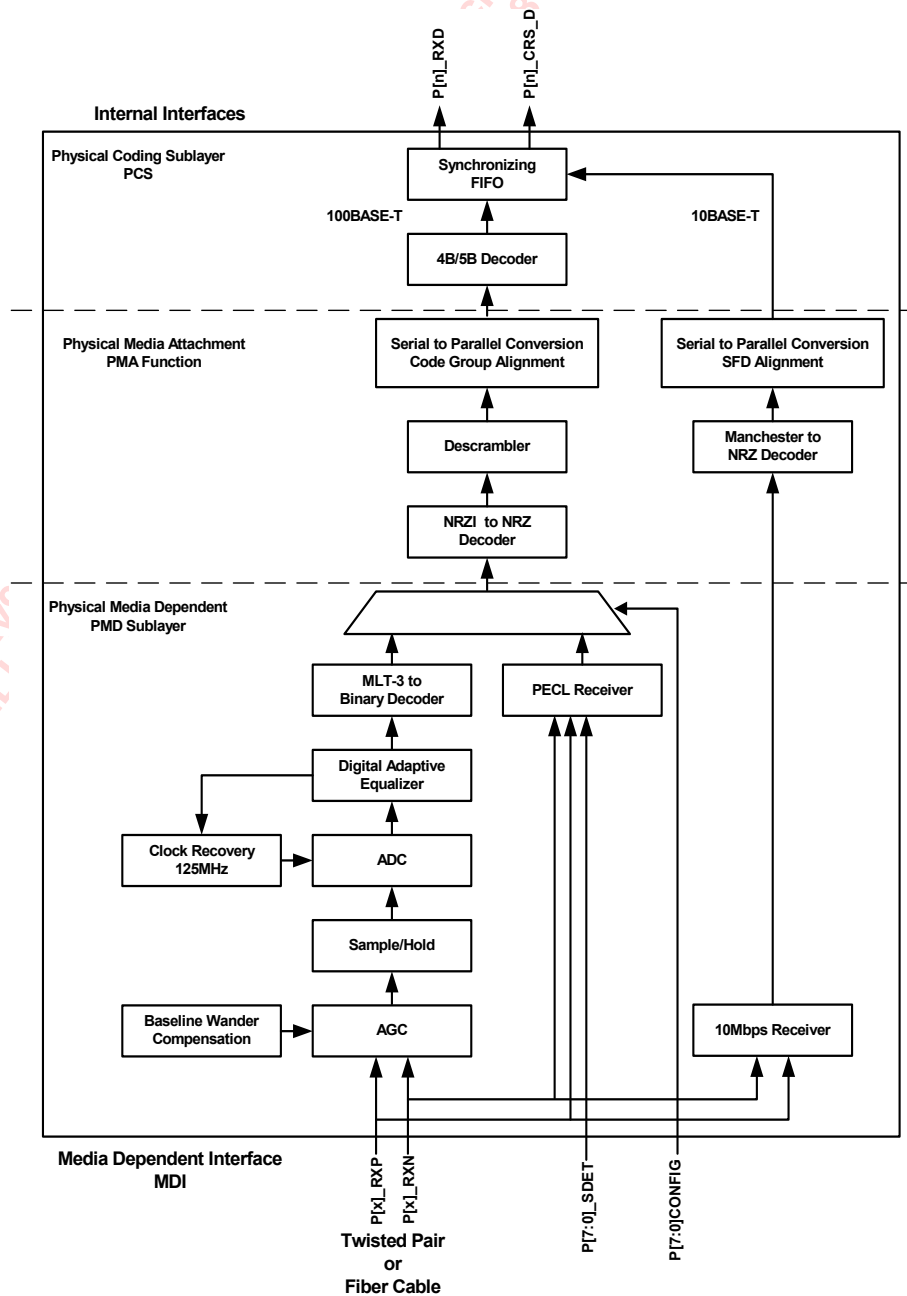 P[n]_RXD
P[n]_CRS_D
Internal Interfaces
Physical Coding Sublayer
PCS
Synchronizing
FIFO
100BASE-T
10BASE-T
4B/5B Decoder
Physical Media Attachment
PMA Function
Serial to Parallel Conversion
Code Group Alignment
Serial to Parallel Conversion
SFD Alignment
Descrambler
Manchester to
NRZ Decoder
NRZI to NRZ
Decoder
Physical Media Dependent
PMD Sublayer
MLT-3 to
Binary Decoder
PECL Receiver
Digital Adaptive
Equalizer
Clock Recovery
125MHz
ADC
Sample/Hold
Baseline Wander
Compensation
AGC
10Mbps Receiver
Media Dependent Interface
MDI
P[x]_RXP
P[x]_RXN
P[7:0]_SDET
P[7:0]CONFIG
Twisted Pair
or
Fiber Cable